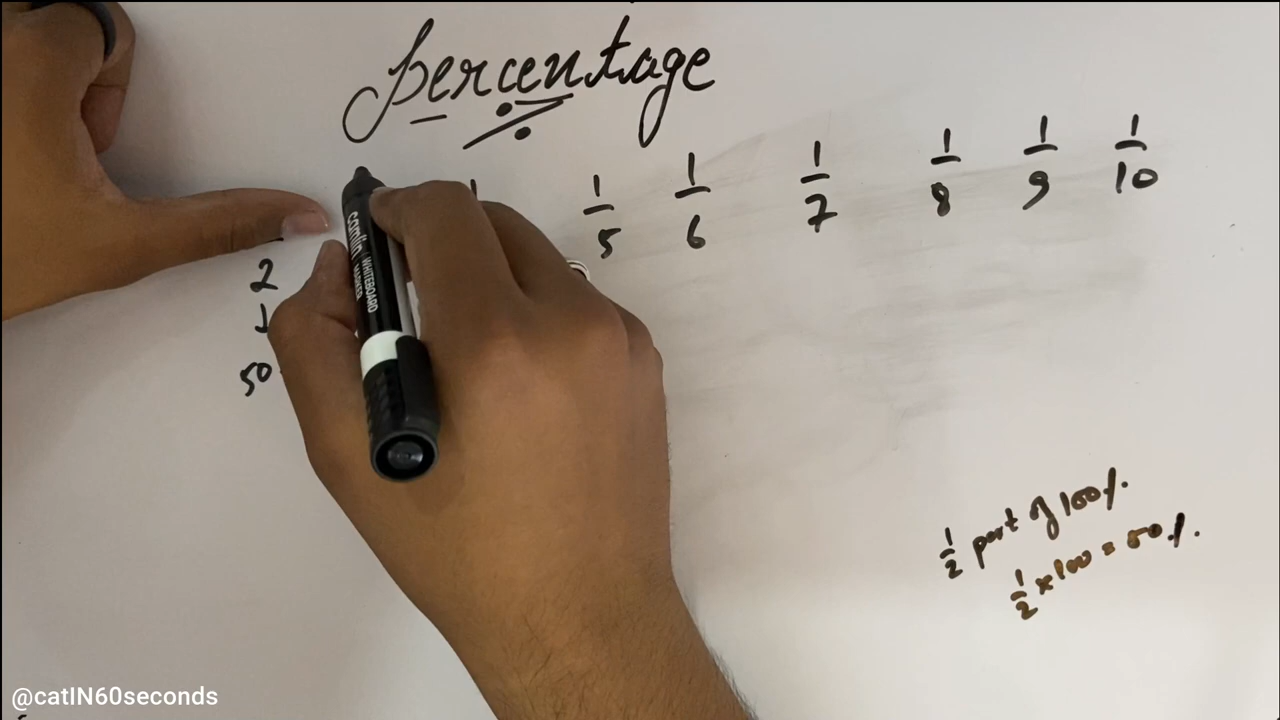 Percentage
%
1/5 1/6 1/7 1/8 1/9 1/10
2
↓
50
1/2 part of 100%.
1/2 × 100 = 50%.
camlin WHITEBOARD MARKER
@catIN60seconds